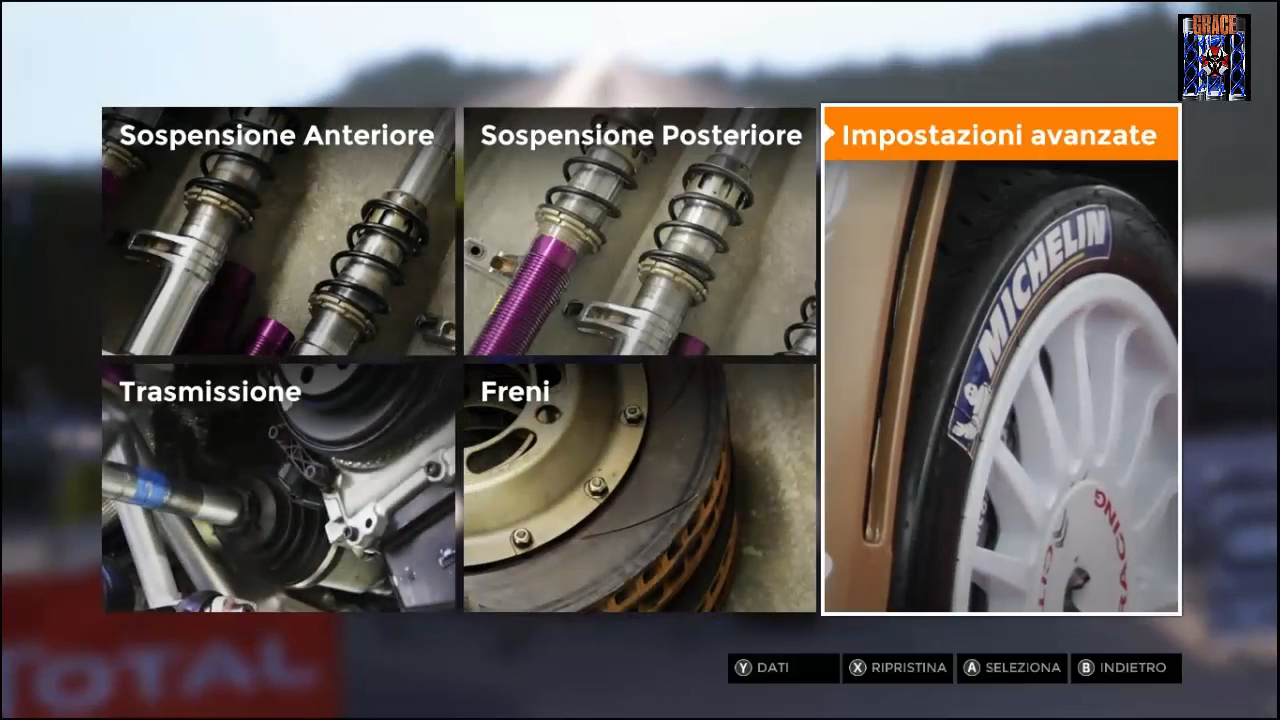 GRACE
Sospensione Anteriore
Sospensione Posteriore
Impostazioni avanzate
MICHELIN
Trasmissione
Freni
RACING
TOTAL
Y DATI
X RIPRISTINA
A SELEZIONA
B INDIETRO